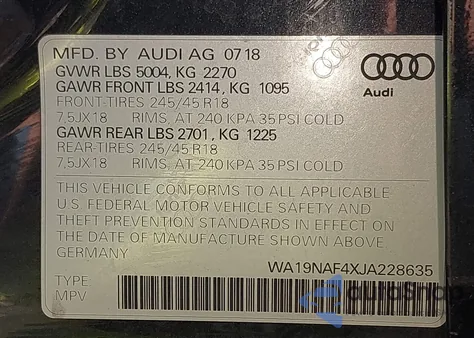 MFD. BY AUDI AG 07 18
GVWR LBS 5004, KG 2270
GAWR FRONT LBS 2414, KG 1095
FRONT-TIRES 245/45 R18
7,5JX18 RIMS, AT 240 KPA 35 PSI COLD
GAWR REAR LBS 2701, KG 1225
REAR-TIRES 245/45 R18
7,5JX18 RIMS, AT 240 KPA 35 PSI COLD
Audi
THIS VEHICLE CONFORMS TO ALL APPLICABLE
U.S. FEDERAL MOTOR VEHICLE SAFETY AND
THEFT PREVENTION STANDARDS IN EFFECT ON
THE DATE OF MANUFACTURE SHOWN ABOVE.
GERMANY
WA19NAF4XJA228635
TYPE
MPV
autoSnap